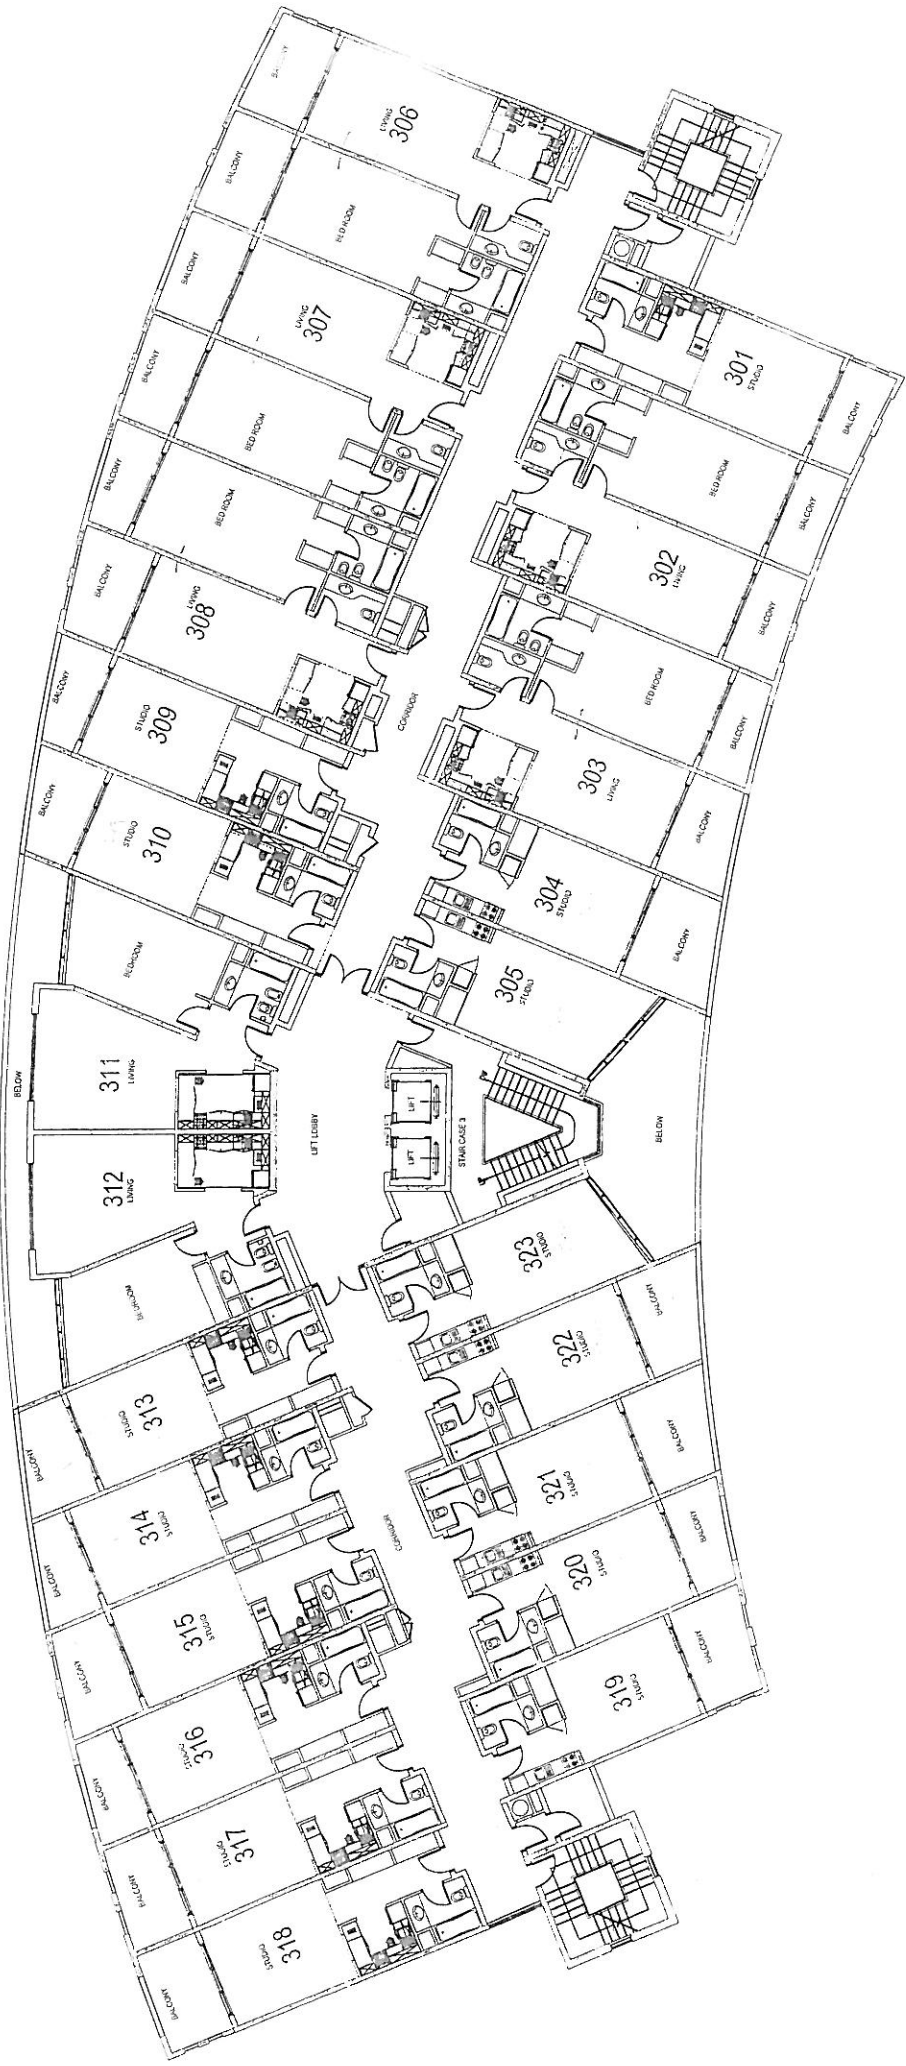 BALCONY
LIVING
306
BALCONY
BED ROOM
BALCONY
LIVING
307
BALCONY
BED ROOM
301
STUDIO
BALCONY
BALCONY
BED ROOM
BED ROOM
BALCONY
BALCONY
LIVING
308
302
LIVING
BALCONY
BALCONY
STUDIO
309
CORRIDOR
BED ROOM
BALCONY
BALCONY
STUDIO
310
303
LIVING
BALCONY
BEDROOM
304
STUDIO
BALCONY
305
STUDIO
BELOW
311
LIVING
LIFT LOBBY
LIFT
LIFT
STAIR CASE 3
BELOW
312
LIVING
BEDROOM
323
STUDIO
BALCONY
322
STUDIO
313
STUDIO
BALCONY
321
STUDIO
BALCONY
314
STUDIO
BALCONY
CORRIDOR
320
STUDIO
BALCONY
315
STUDIO
BALCONY
319
STUDIO
BALCONY
316
STUDIO
BALCONY
317
STUDIO
BALCONY
318
STUDIO
BALCONY